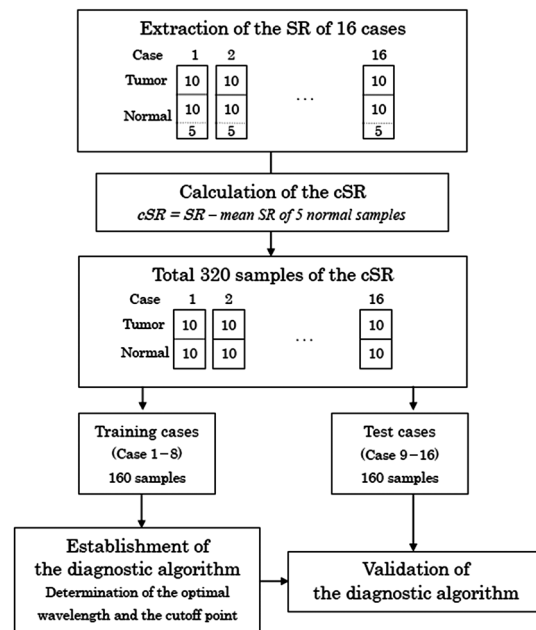 Extraction of the SR of 16 cases
Case 1 2 16
Tumor 10 10 10
...
Normal 10 10 10
5 5 5
Calculation of the cSR
cSR = SR – mean SR of 5 normal samples
Total 320 samples of the cSR
Case 1 2 16
Tumor 10 10 10
...
Normal 10 10 10
Training cases
(Case 1–8)
160 samples
Test cases
(Case 9–16)
160 samples
Establishment of
the diagnostic algorithm
Determination of the optimal
wavelength and the cutoff point
Validation of
the diagnostic algorithm